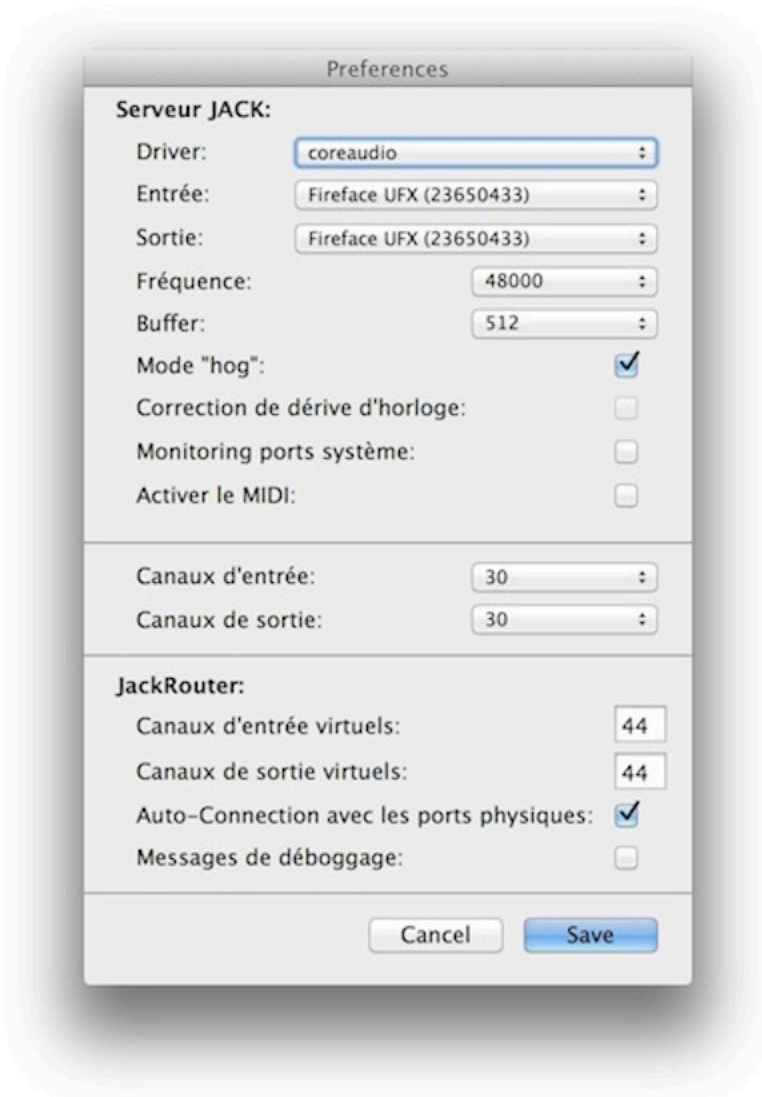 Preferences
Serveur JACK:
Driver: coreaudio
Entrée: Fireface UFX (23650433)
Sortie: Fireface UFX (23650433)
Fréquence: 48000
Buffer: 512
Mode "hog":
Correction de dérive d'horloge:
Monitoring ports système:
Activer le MIDI:
Canaux d'entrée: 30
Canaux de sortie: 30
JackRouter:
Canaux d'entrée virtuels: 44
Canaux de sortie virtuels: 44
Auto-Connection avec les ports physiques:
Messages de déboggage:
Cancel Save